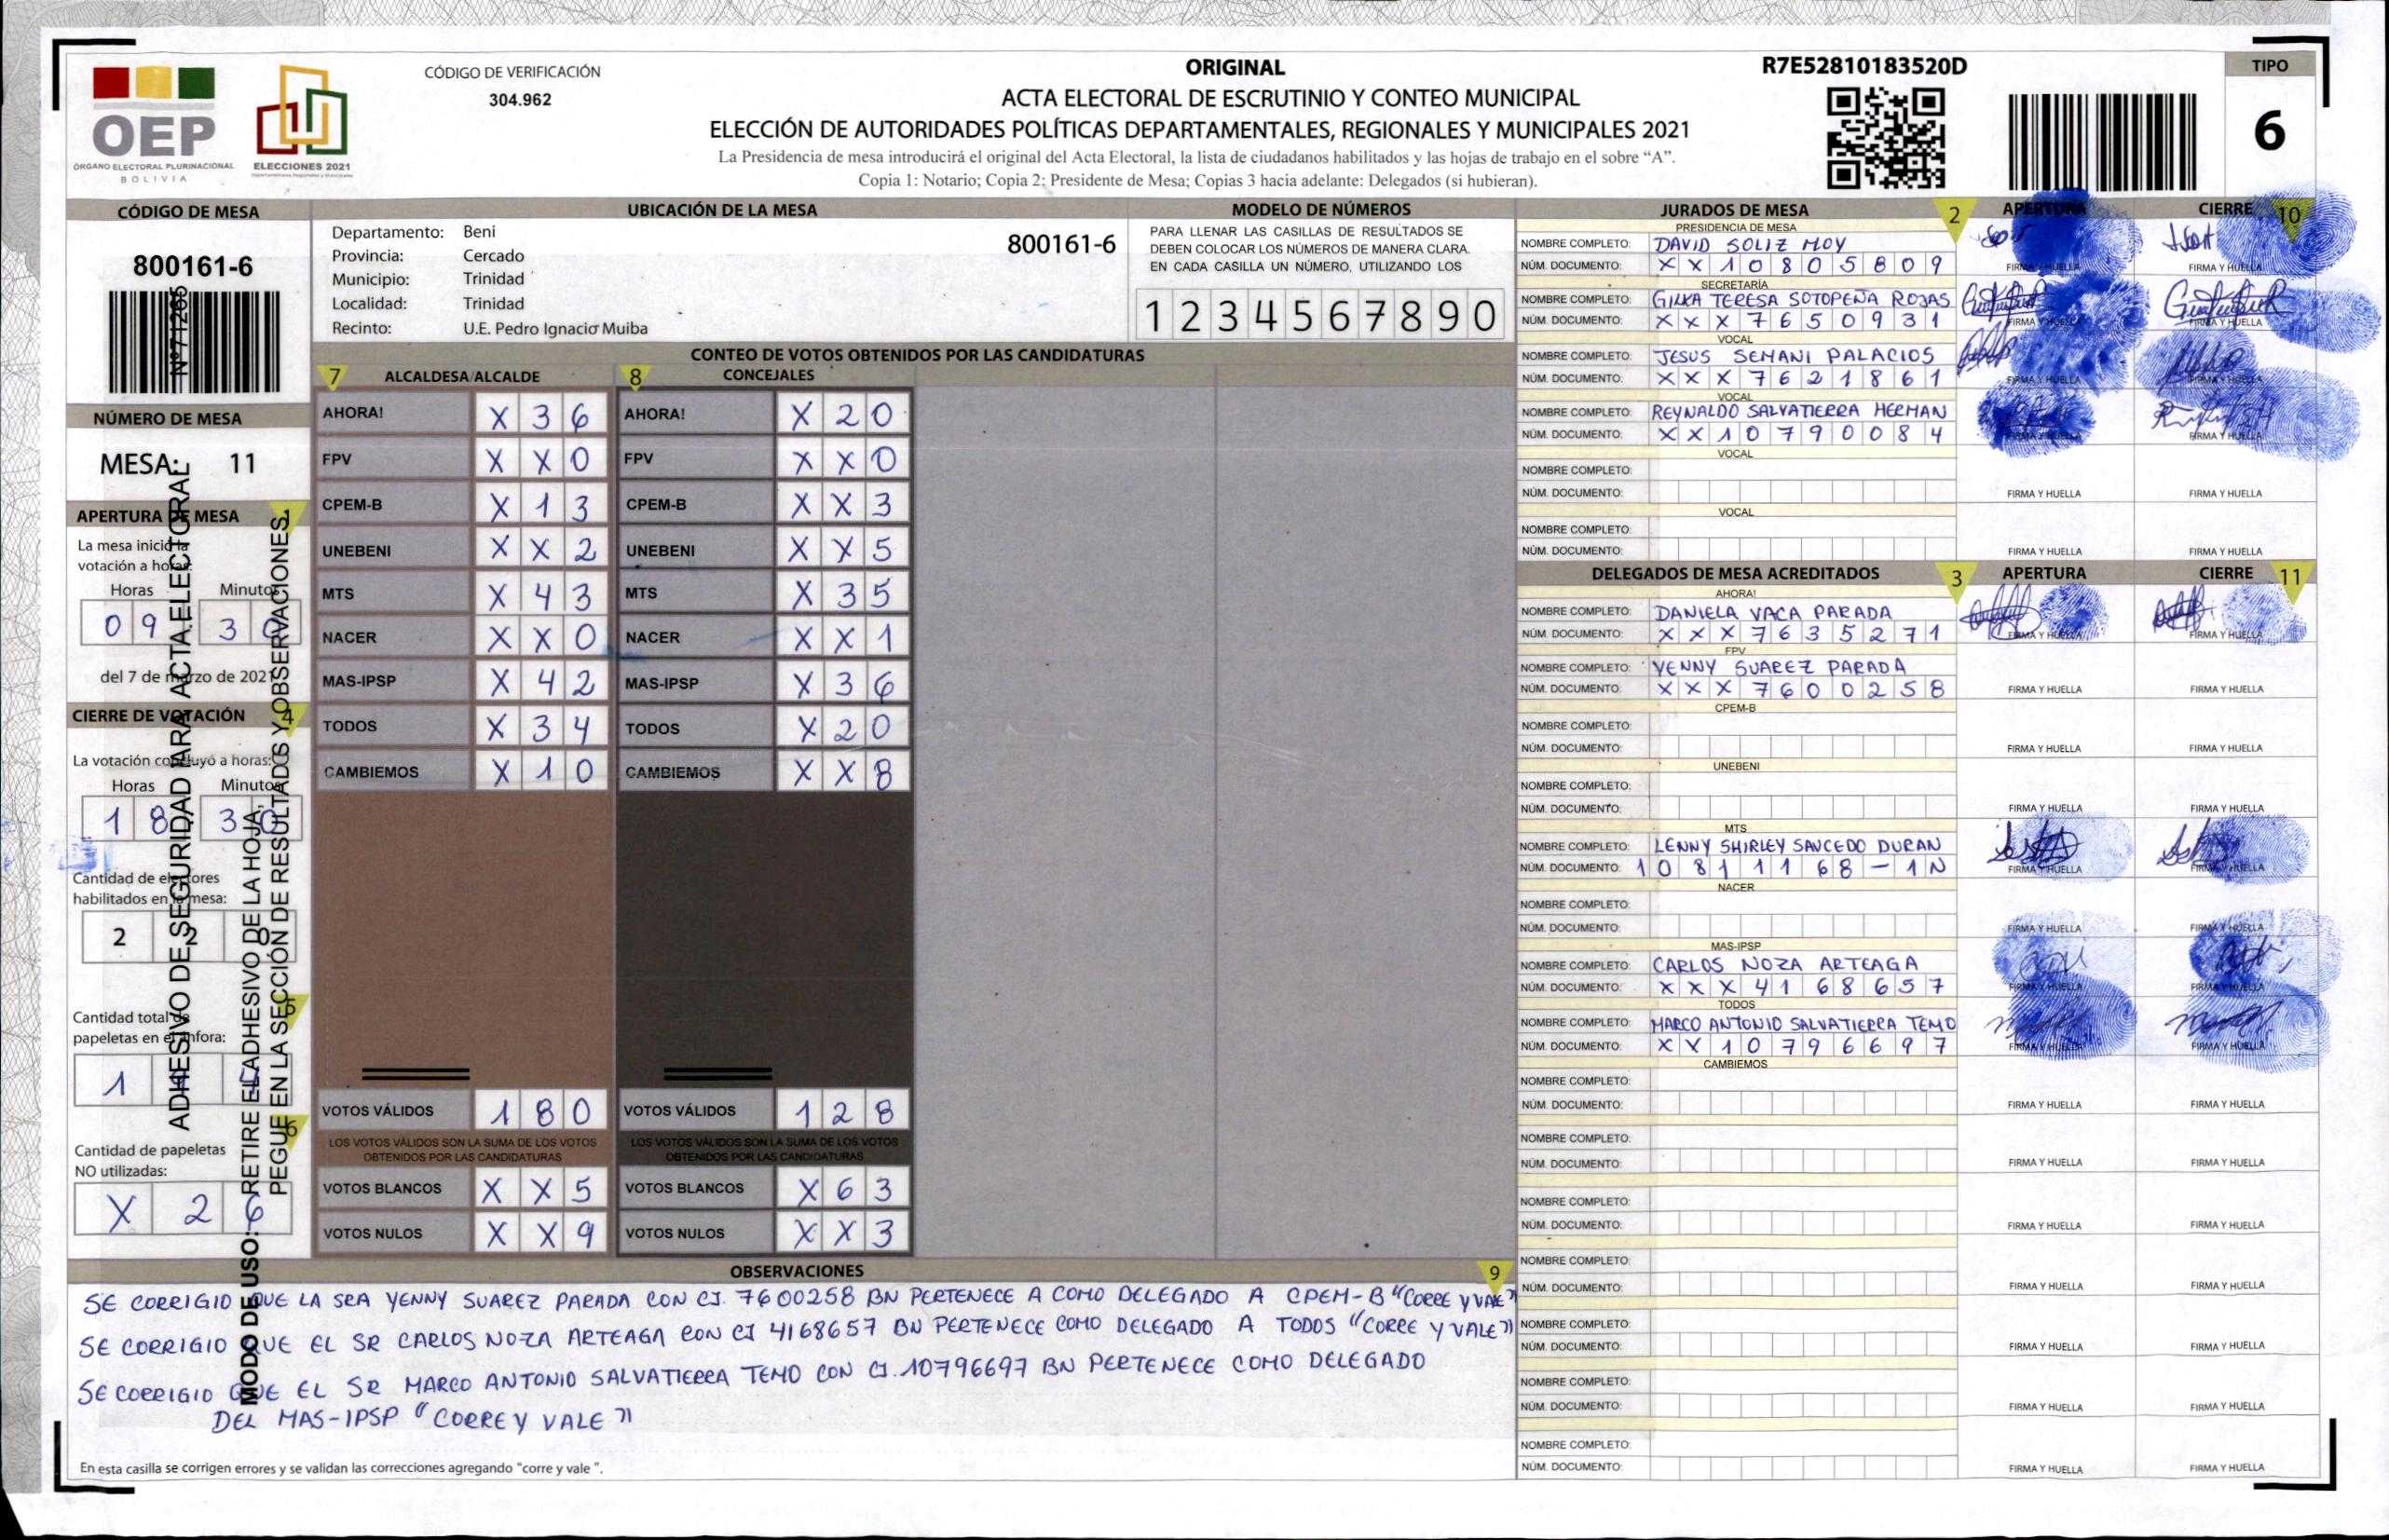 OEP
ÓRGANO ELECTORAL PLURINACIONAL
BOLIVIA
ELECCIONES 2021
CÓDIGO DE VERIFICACIÓN
304.962
ORIGINAL
ACTA ELECTORAL DE ESCRUTINIO Y CONTEO MUNICIPAL
ELECCIÓN DE AUTORIDADES POLÍTICAS DEPARTAMENTALES, REGIONALES Y MUNICIPALES 2021
La Presidencia de mesa introducirá el original del Acta Electoral, la lista de ciudadanos habilitados y las hojas de trabajo en el sobre “A”.
Copia 1: Notario; Copia 2: Presidente de Mesa; Copias 3 hacia adelante: Delegados (si hubieran).
R7E52810183520D
TIPO
6
CÓDIGO DE MESA
800161-6
Nº711265
NÚMERO DE MESA
MESA: 11
APERTURA DE MESA 1
La mesa inició la
votación a horas:
Horas Minutos
09 30
del 7 de marzo de 2021
CIERRE DE VOTACIÓN 4
La votación concluyó a horas:
Horas Minutos
18 30
Cantidad de electores
habilitados en la mesa:
2 2 0
5
Cantidad total de
papeletas en el ánfora:
1
6
Cantidad de papeletas
NO utilizadas:
X 2 6
ADHESIVO DE SEGURIDAD PARA ACTA ELECTORAL
MODO DE USO: RETIRE EL ADHESIVO DE LA HOJA,
PEGUE EN LA SECCIÓN DE RESULTADOS Y OBSERVACIONES.
UBICACIÓN DE LA MESA
Departamento: Beni
800161-6
Provincia: Cercado
Municipio: Trinidad
Localidad: Trinidad
Recinto: U.E. Pedro Ignacio Muiba
MODELO DE NÚMEROS
PARA LLENAR LAS CASILLAS DE RESULTADOS SE
DEBEN COLOCAR LOS NÚMEROS DE MANERA CLARA.
EN CADA CASILLA UN NÚMERO, UTILIZANDO LOS
1 2 3 4 5 6 7 8 9 0
CONTEO DE VOTOS OBTENIDOS POR LAS CANDIDATURAS
7 ALCALDESA/ALCALDE 8 CONCEJALES
AHORA! X 3 6 AHORA! X 2 0
FPV X X 0 FPV X X 0
CPEM-B X 1 3 CPEM-B X X 3
UNEBENI X X 2 UNEBENI X X 5
MTS X 4 3 MTS X 3 5
NACER X X 0 NACER X X 1
MAS-IPSP X 4 2 MAS-IPSP X 3 6
TODOS X 3 4 TODOS X 2 0
CAMBIEMOS X 1 0 CAMBIEMOS X X 8
VOTOS VÁLIDOS 1 8 0 VOTOS VÁLIDOS 1 2 8
LOS VOTOS VÁLIDOS SON LA SUMA DE LOS VOTOS LOS VOTOS VÁLIDOS SON LA SUMA DE LOS VOTOS
OBTENIDOS POR LAS CANDIDATURAS OBTENIDOS POR LAS CANDIDATURAS
VOTOS BLANCOS X X 5 VOTOS BLANCOS X 6 3
VOTOS NULOS X X 9 VOTOS NULOS X X 3
JURADOS DE MESA 2 APERTURA CIERRE 10
PRESIDENCIA DE MESA
NOMBRE COMPLETO: DAVID SOLIZ MOY
NÚM. DOCUMENTO: X X 1 0 8 0 5 8 0 9 FIRMA Y HUELLA FIRMA Y HUELLA
SECRETARÍA
NOMBRE COMPLETO: GILKA TERESA SOTOPEÑA ROJAS
NÚM. DOCUMENTO: X X X 7 6 5 0 9 3 1 FIRMA Y HUELLA FIRMA Y HUELLA
VOCAL
NOMBRE COMPLETO: JESUS SEMANI PALACIOS
NÚM. DOCUMENTO: X X X 7 6 2 1 8 6 1 FIRMA Y HUELLA FIRMA Y HUELLA
VOCAL
NOMBRE COMPLETO: REYNALDO SALVATIERRA HERMAN
NÚM. DOCUMENTO: X X 1 0 7 9 0 0 8 4 FIRMA Y HUELLA
VOCAL
NOMBRE COMPLETO:
NÚM. DOCUMENTO: FIRMA Y HUELLA FIRMA Y HUELLA
VOCAL
NOMBRE COMPLETO:
NÚM. DOCUMENTO: FIRMA Y HUELLA FIRMA Y HUELLA
DELEGADOS DE MESA ACREDITADOS 3 APERTURA CIERRE 11
AHORA!
NOMBRE COMPLETO: DANIELA VACA PARADA
NÚM. DOCUMENTO: X X X 7 6 3 5 2 7 1 FIRMA Y HUELLA FIRMA Y HUELLA
FPV
NOMBRE COMPLETO: YENNY SUAREZ PARADA
NÚM. DOCUMENTO: X X X 7 6 0 0 2 5 8 FIRMA Y HUELLA FIRMA Y HUELLA
CPEM-B
NOMBRE COMPLETO:
NÚM. DOCUMENTO: FIRMA Y HUELLA FIRMA Y HUELLA
UNEBENI
NOMBRE COMPLETO:
NÚM. DOCUMENTO: FIRMA Y HUELLA FIRMA Y HUELLA
MTS
NOMBRE COMPLETO: LENNY SHIRLEY SAUCEDO DURAN
NÚM. DOCUMENTO: 1 0 8 1 1 1 6 8 - 1 N FIRMA Y HUELLA FIRMA Y HUELLA
NACER
NOMBRE COMPLETO:
NÚM. DOCUMENTO: FIRMA Y HUELLA FIRMA Y HUELLA
MAS-IPSP
NOMBRE COMPLETO: CARLOS NOZA ARTEAGA
NÚM. DOCUMENTO: X X X 4 1 6 8 6 5 7 FIRMA Y HUELLA FIRMA Y HUELLA
TODOS
NOMBRE COMPLETO: MARCO ANTONIO SALVATIERRA TEMO
NÚM. DOCUMENTO: X X 1 0 7 9 6 6 9 7 FIRMA Y HUELLA FIRMA Y HUELLA
CAMBIEMOS
NOMBRE COMPLETO:
NÚM. DOCUMENTO: FIRMA Y HUELLA FIRMA Y HUELLA
NOMBRE COMPLETO:
NÚM. DOCUMENTO: FIRMA Y HUELLA FIRMA Y HUELLA
NOMBRE COMPLETO:
NÚM. DOCUMENTO: FIRMA Y HUELLA FIRMA Y HUELLA
NOMBRE COMPLETO:
NÚM. DOCUMENTO: FIRMA Y HUELLA FIRMA Y HUELLA
NOMBRE COMPLETO:
NÚM. DOCUMENTO: FIRMA Y HUELLA FIRMA Y HUELLA
NOMBRE COMPLETO:
NÚM. DOCUMENTO: FIRMA Y HUELLA FIRMA Y HUELLA
NOMBRE COMPLETO:
NÚM. DOCUMENTO: FIRMA Y HUELLA FIRMA Y HUELLA
OBSERVACIONES 9
SE CORRIGIO QUE LA SRA YENNY SUAREZ PARADA CON CI. 7600258 BN PERTENECE A COMO DELEGADO A CPEM-B "CORRE Y VALE"
SE CORRIGIO QUE EL SR CARLOS NOZA ARTEAGA CON CI 4168657 BN PERTENECE COMO DELEGADO A TODOS "CORRE Y VALE"
SE CORRIGIO QUE EL SR MARCO ANTONIO SALVATIERRA TEMO CON CI. 10796697 BN PERTENECE COMO DELEGADO
DEL MAS-IPSP "CORRE Y VALE"
En esta casilla se corrigen errores y se validan las correcciones agregando "corre y vale ".